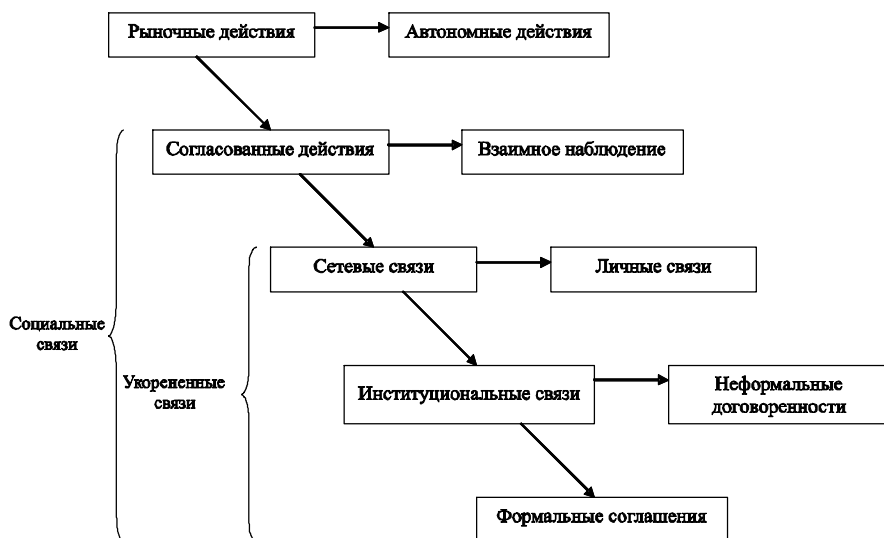 Рыночные действия
Автономные действия
Согласованные действия
Взаимное наблюдение
Сетевые связи
Личные связи
Социальные
связи
Укорененные
связи
Институциональные связи
Неформальные
договоренности
Формальные соглашения